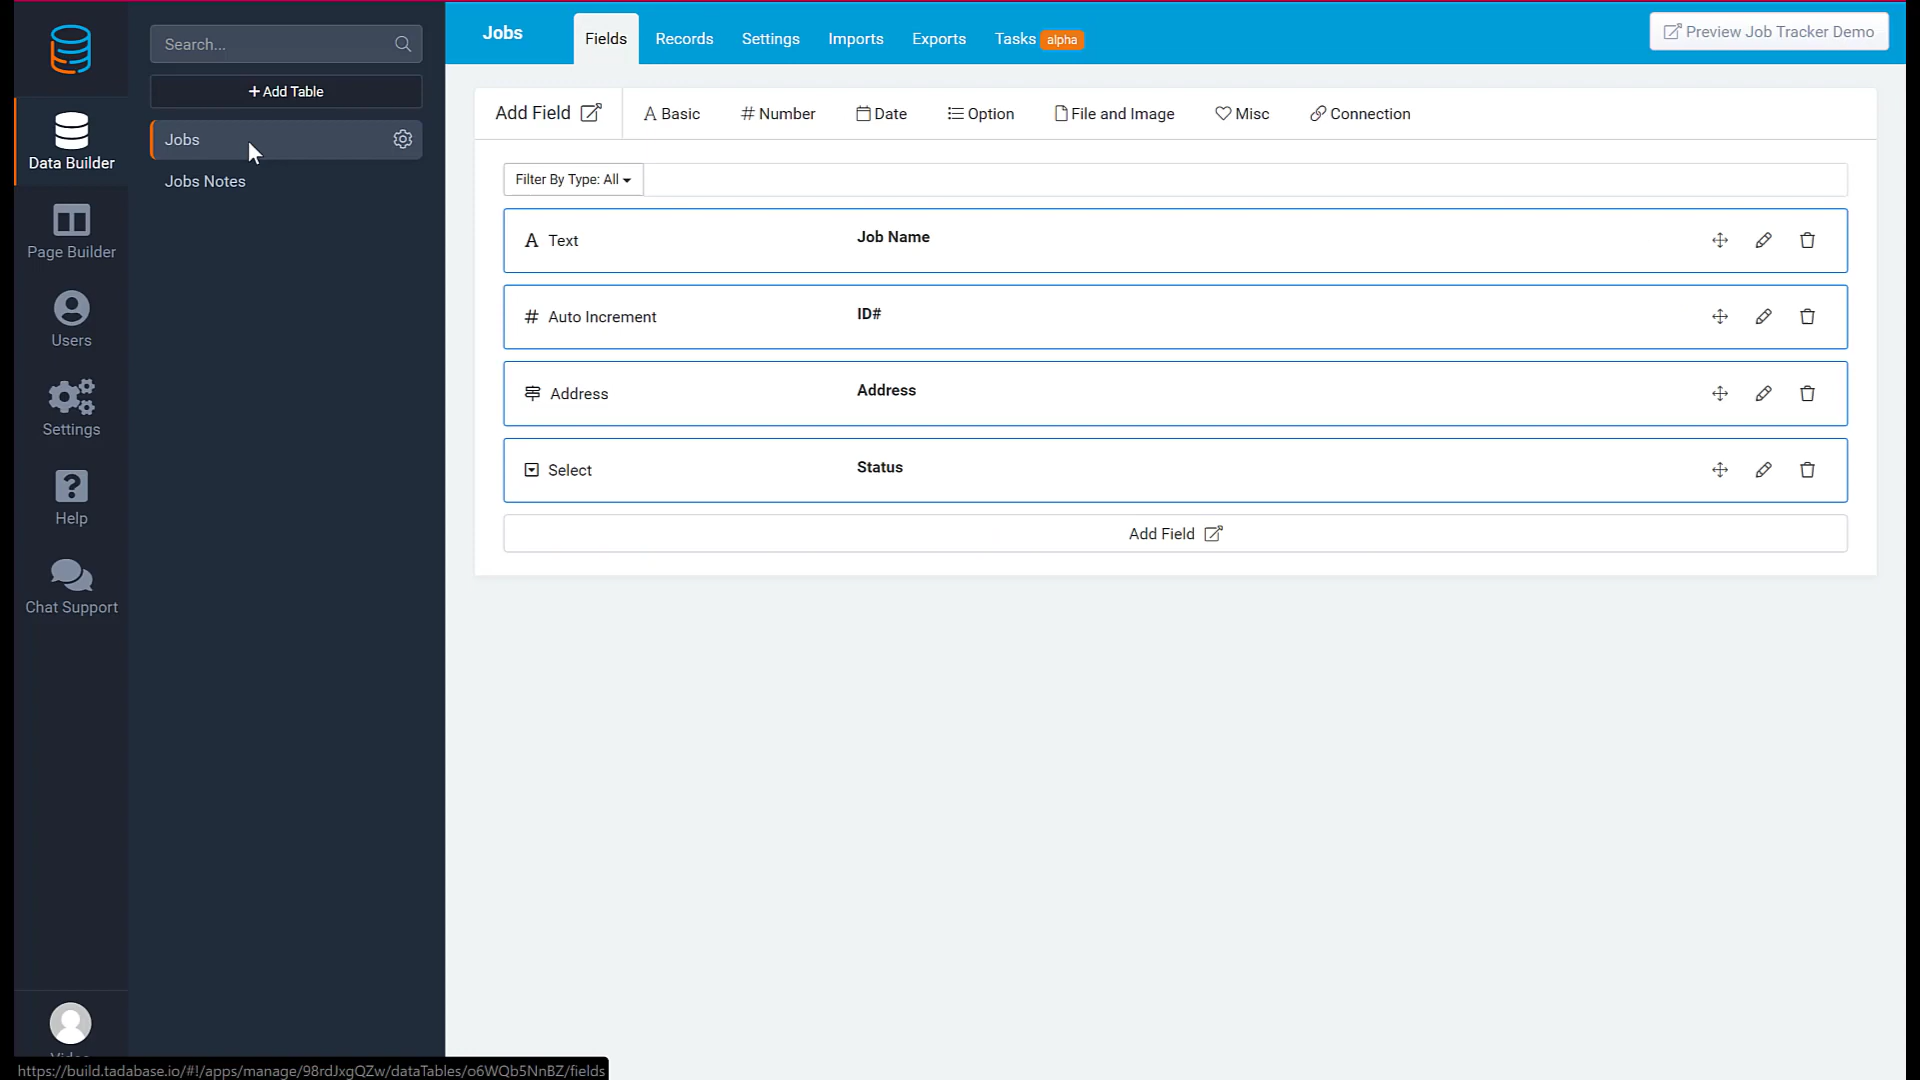 Data Builder
Page Builder
Users
Settings
Help
Chat Support
Search...
+ Add Table
Jobs
Jobs Notes
Jobs
Fields
Records
Settings
Imports
Exports
Tasks alpha
Preview Job Tracker Demo
Add Field
A Basic
# Number
Date
Option
File and Image
Misc
Connection
Filter By Type: All
A Text
Job Name
# Auto Increment
ID#
Address
Address
Select
Status
Add Field
https://build.tadabase.io/#!/apps/manage/98rdJxgQZw/dataTables/o6WQb5NnBZ/fields